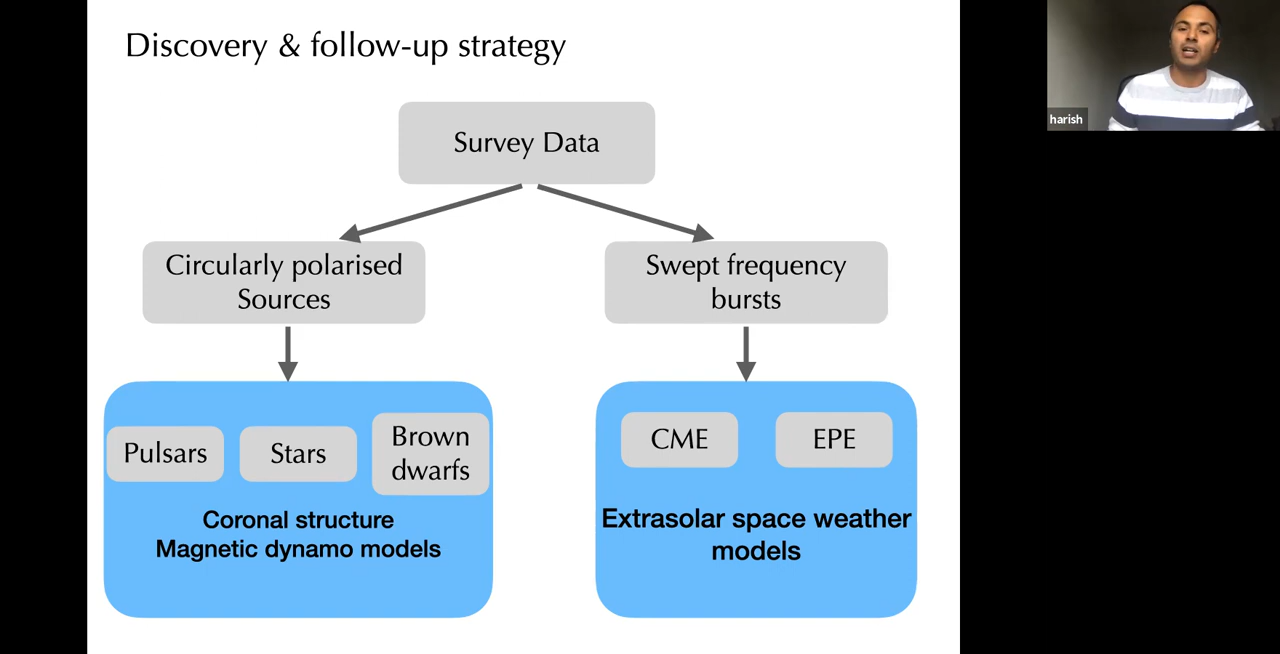 Discovery & follow-up strategy
harish
Survey Data
Circularly polarised
Sources
Swept frequency
bursts
Pulsars
Stars
Brown
dwarfs
Coronal structure
Magnetic dynamo models
CME
EPE
Extrasolar space weather
models